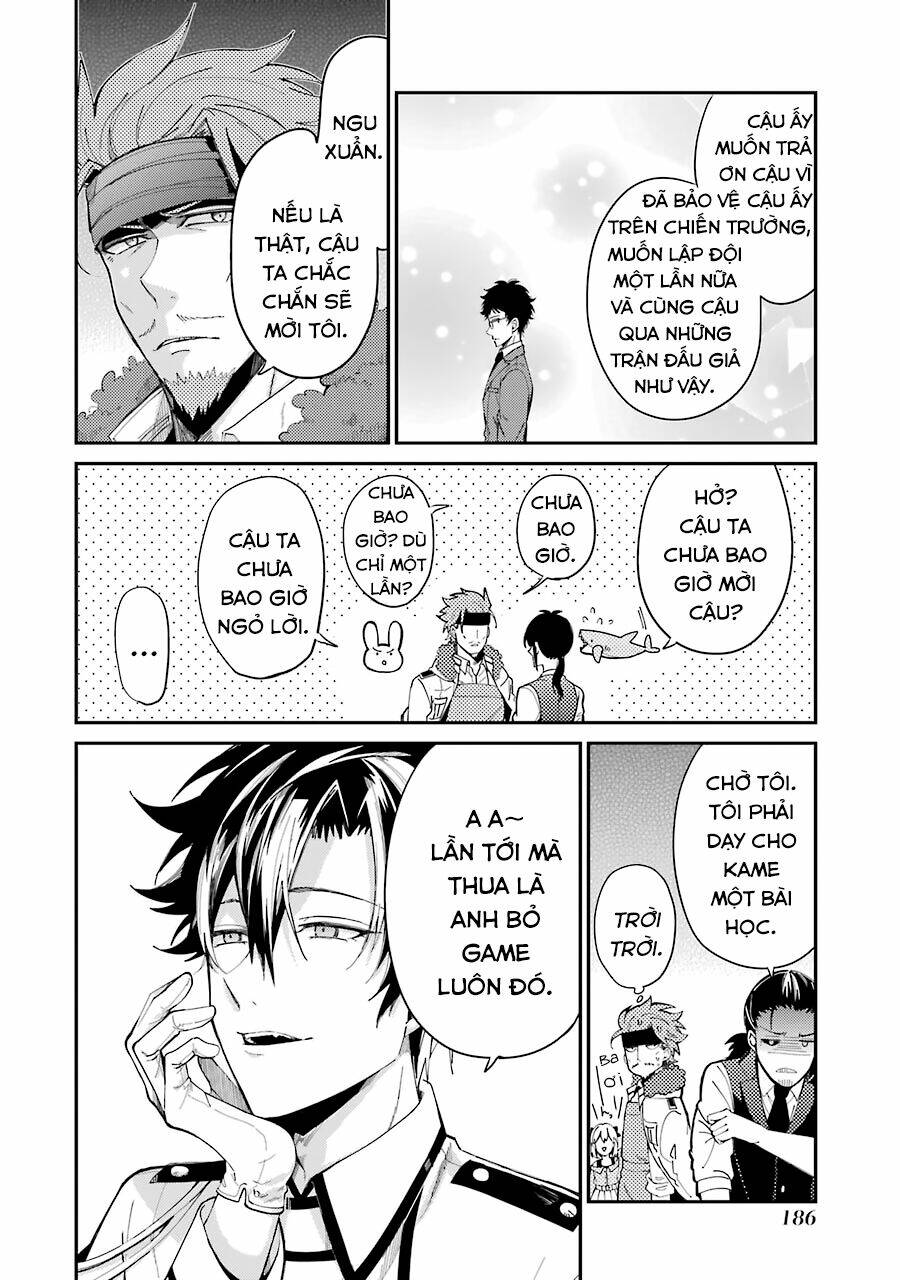 CẬU ẤY
MUỐN TRẢ
ƠN CẬU VÌ
ĐÃ BẢO VỆ CẬU ẤY
TRÊN CHIẾN TRƯỜNG,
MUỐN LẬP ĐỘI
MỘT LẦN NỮA
VÀ CÙNG CẬU
QUA NHỮNG
TRẬN ĐẤU GIẢ
NHƯ VẬY.
NGU
XUẨN.
NẾU LÀ
THẬT, CẬU
TA CHẮC
CHẮN SẼ
MỜI TÔI.
HỞ?
CẬU TA
CHƯA BAO
GIỜ MỜI
CẬU?
CHƯA
BAO
GIỜ.
CHƯA
BAO
GIỜ? DÙ
CHỈ MỘT
LẦN?
CẬU TA
CHƯA
BAO GIỜ
NGỎ LỜI.
...
CHỜ TÔI.
TÔI PHẢI
DẠY CHO
KAME
MỘT BÀI
HỌC.
TRỜI
TRỜI.
Ba
ơi
A A~
LẦN TỚI MÀ
THUA LÀ
ANH BỎ
GAME
LUÔN ĐÓ.
186